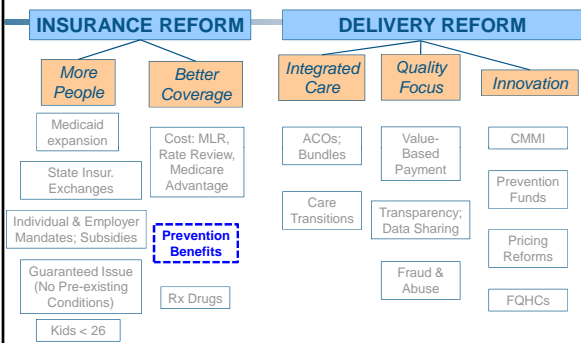 INSURANCE REFORM
DELIVERY REFORM
More
People
Better
Coverage
Integrated
Care
Quality
Focus
Innovation
Medicaid
expansion
State Insur.
Exchanges
Individual & Employer
Mandates; Subsidies
Guaranteed Issue
(No Pre-existing
Conditions)
Kids < 26
Cost: MLR,
Rate Review,
Medicare
Advantage
Prevention
Benefits
Rx Drugs
ACOs;
Bundles
Care
Transitions
Value-
Based
Payment
Transparency;
Data Sharing
Fraud &
Abuse
CMMI
Prevention
Funds
Pricing
Reforms
FQHCs